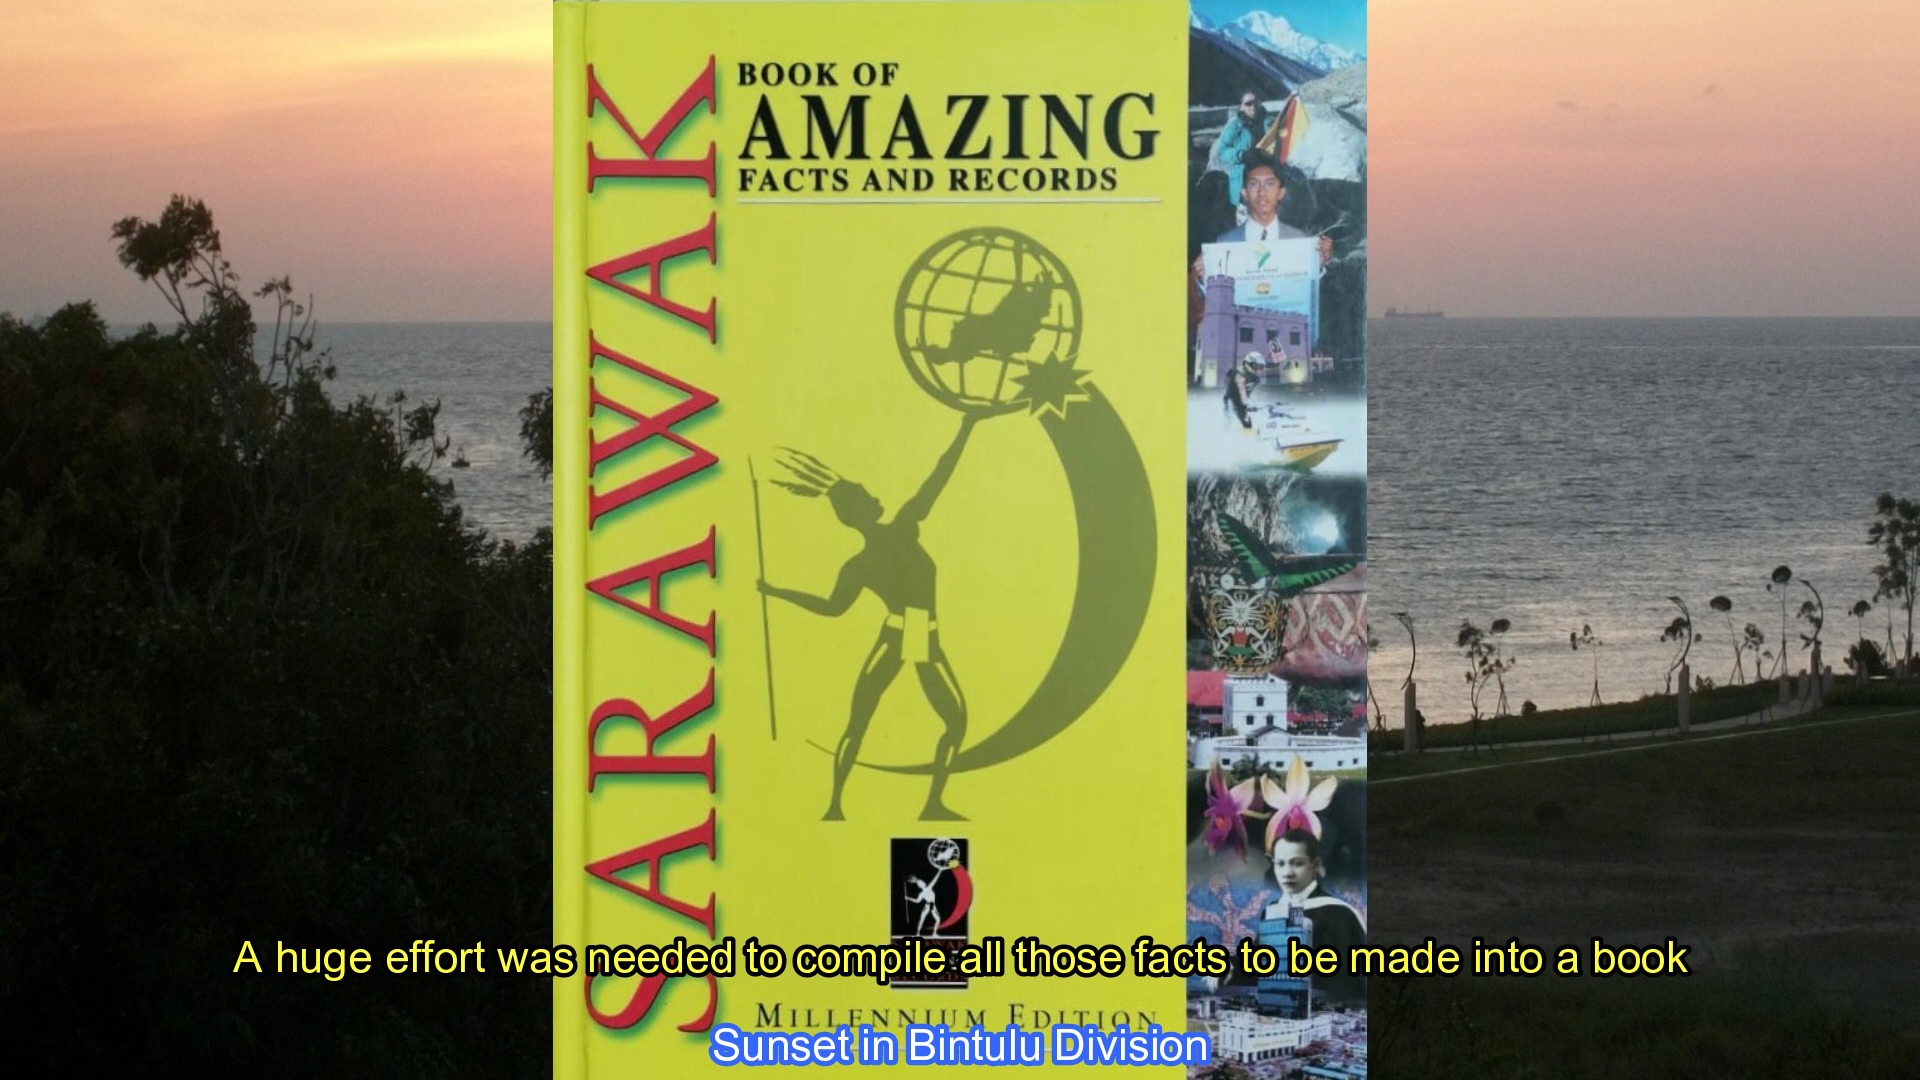 SARAWAK
BOOK OF
AMAZING
FACTS AND RECORDS
A huge effort was needed to compile all those facts to be made into a book
MILLENNIUM EDITION
Sunset in Bintulu Division